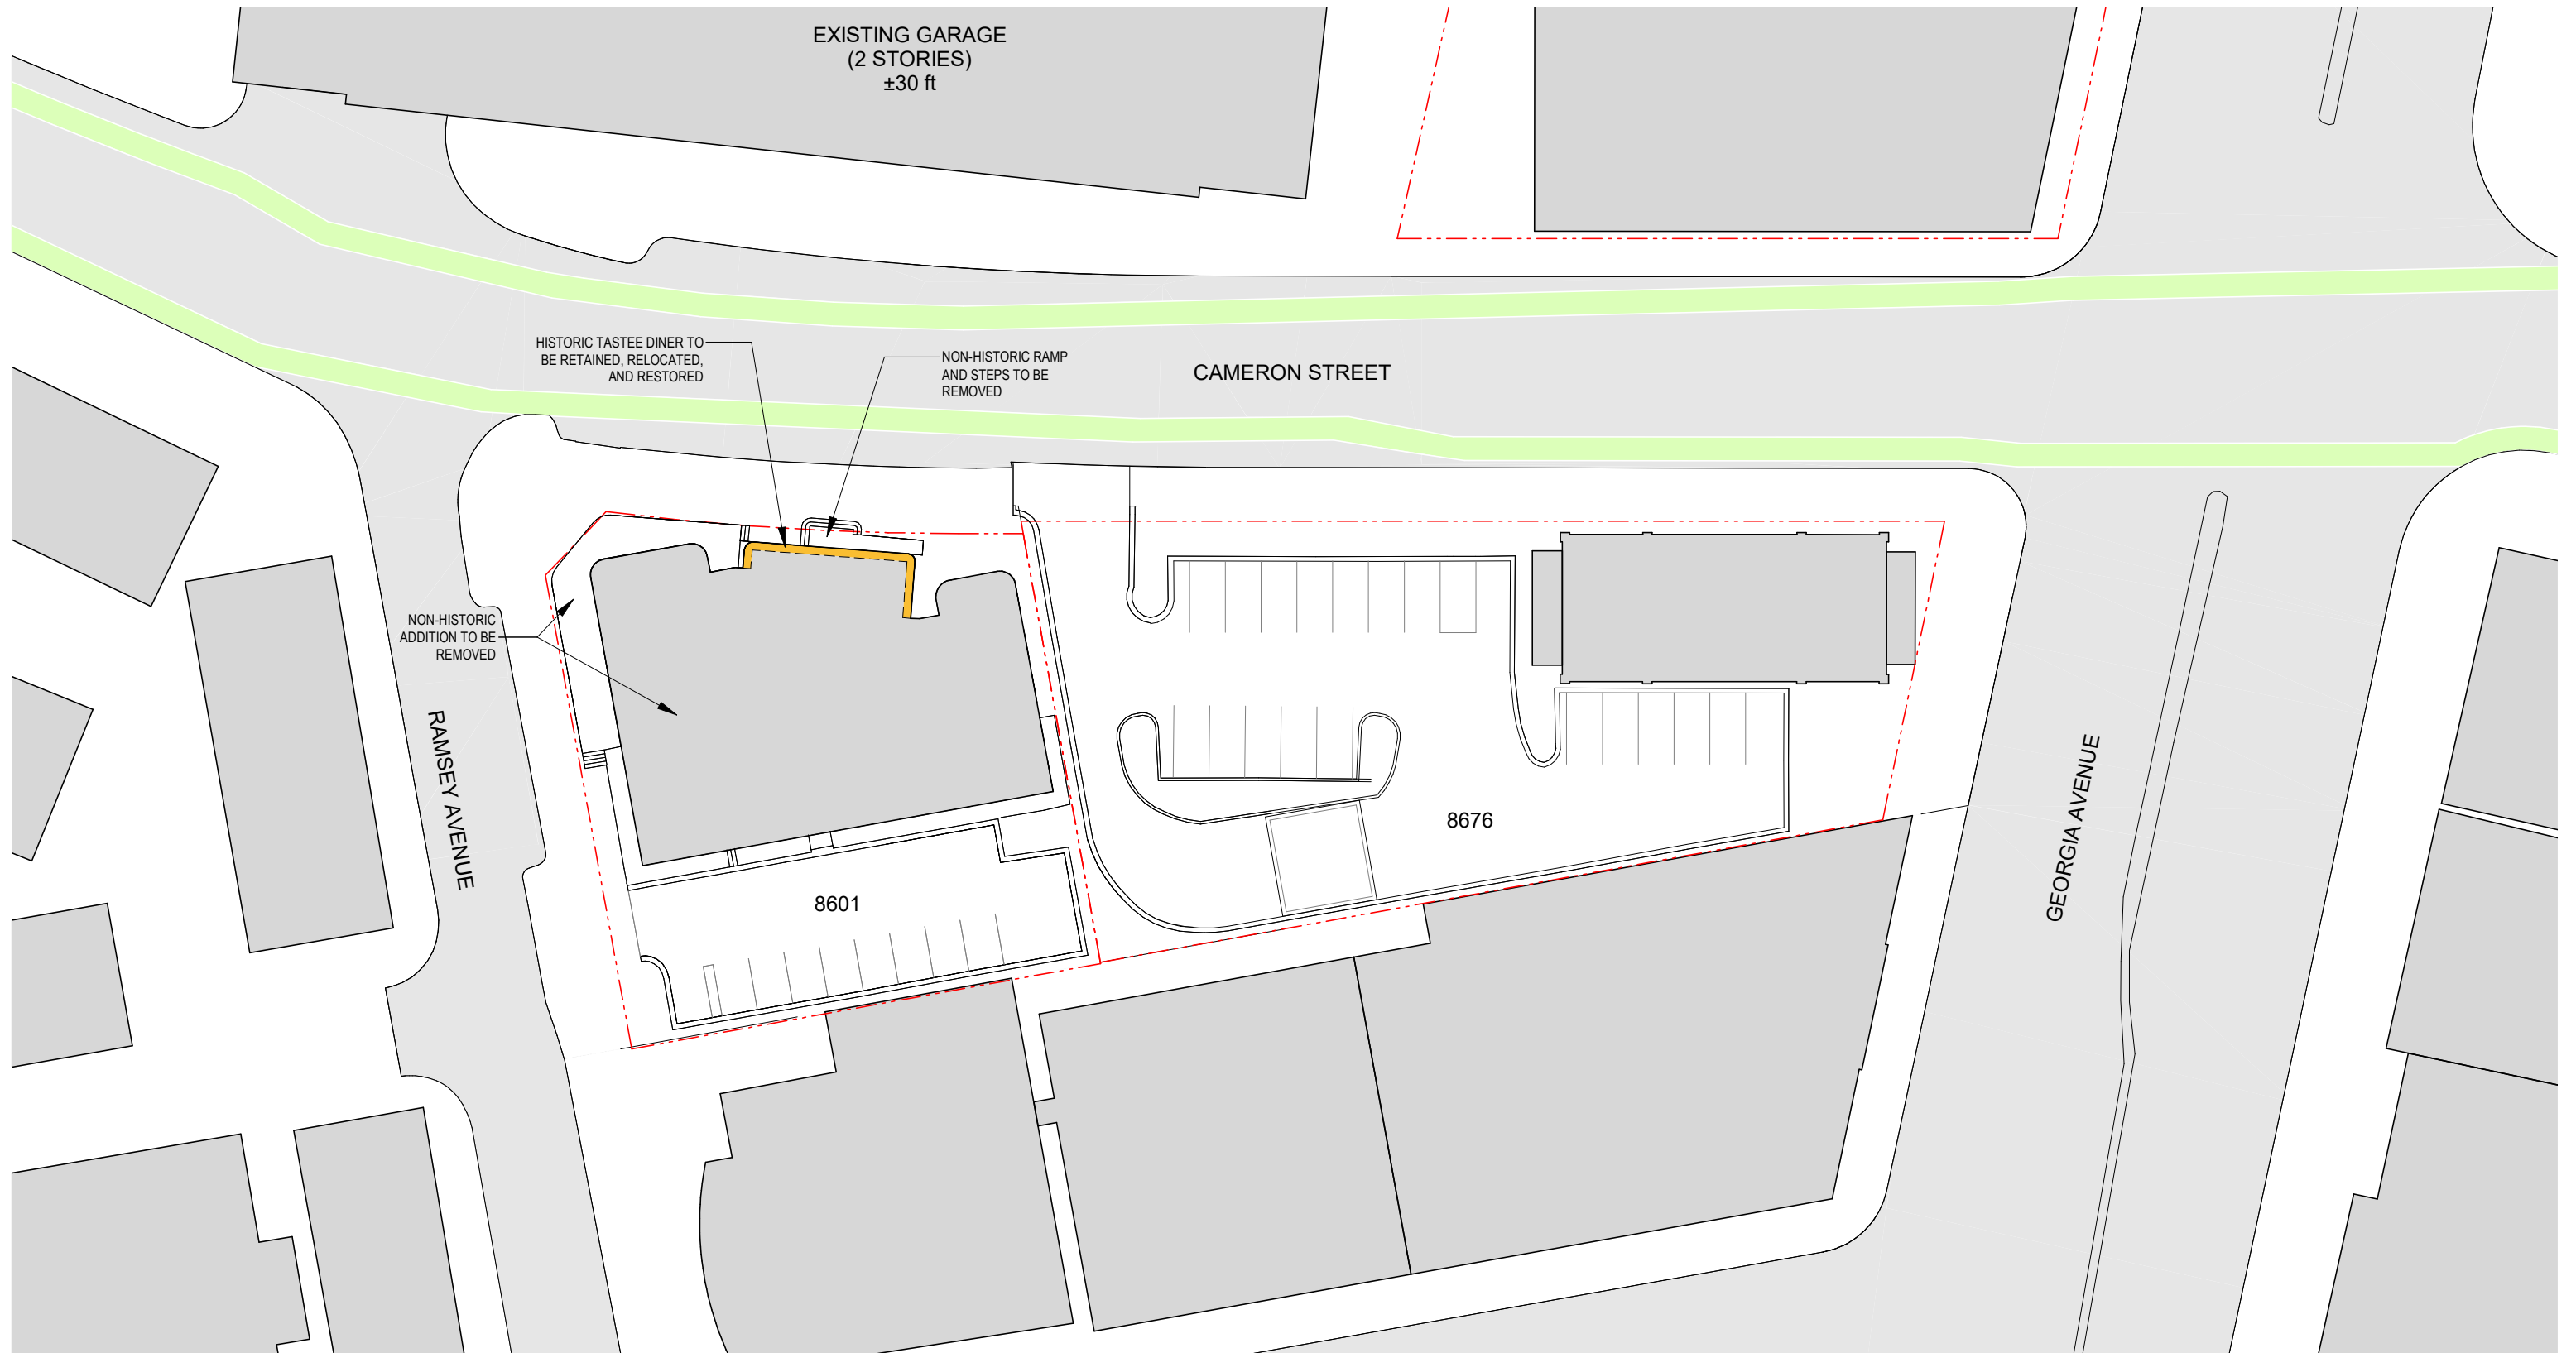 EXISTING GARAGE
(2 STORIES)
±30 ft
HISTORIC TASTEE DINER TO
BE RETAINED, RELOCATED,
AND RESTORED
NON-HISTORIC RAMP
AND STEPS TO BE
REMOVED
CAMERON STREET
NON-HISTORIC
ADDITION TO BE
REMOVED
RAMSEY AVENUE
8601
8676
GEORGIA AVENUE